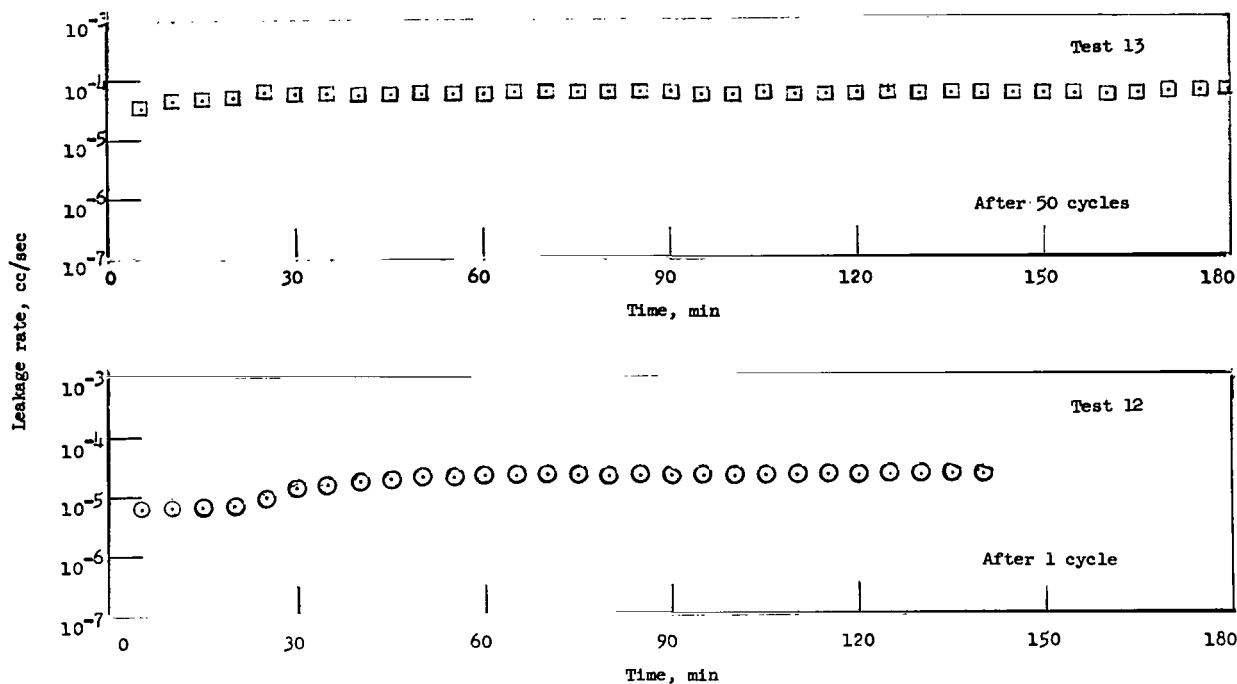 10-3
Test 13
10-4
10-5
10-6
After 50 cycles
10-7
0 30 60 90 120 150 180
Time, min
Leakage rate, cc/sec
10-3
Test 12
10-4
10-5
10-6
After 1 cycle
10-7
0 30 60 90 120 150 180
Time, min